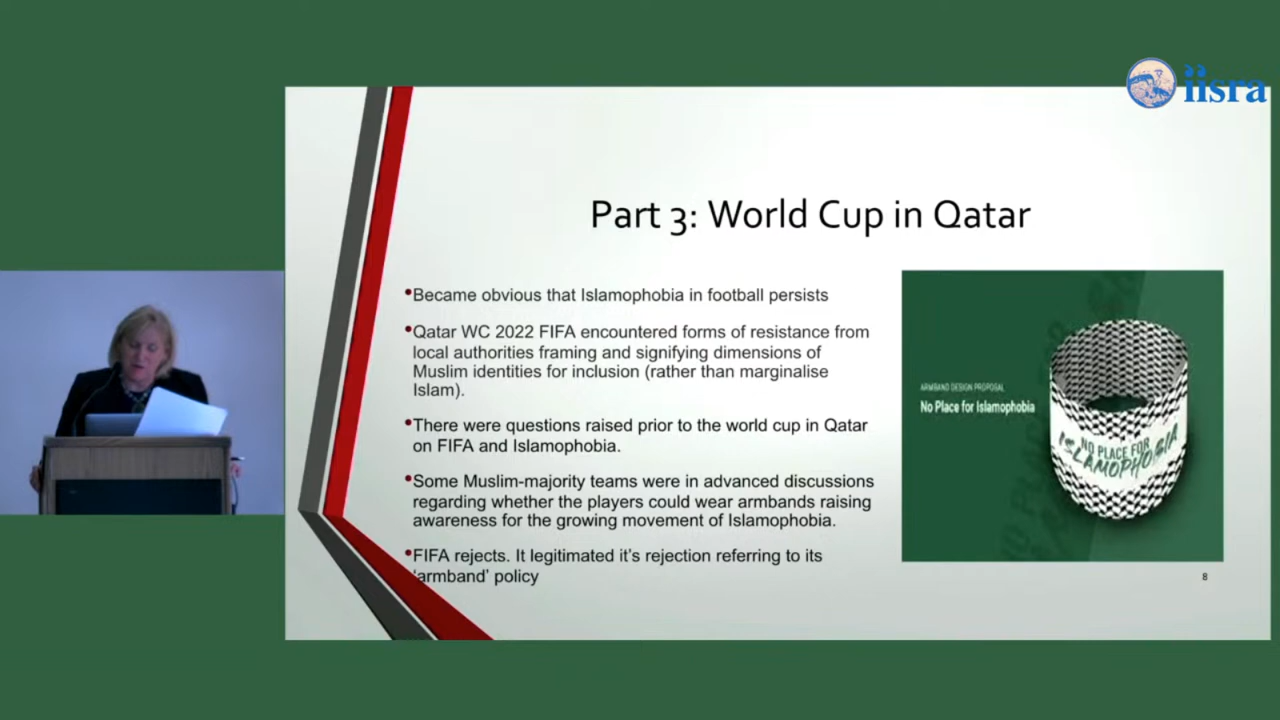 iisra
Part 3: World Cup in Qatar
•Became obvious that Islamophobia in football persists
•Qatar WC 2022 FIFA encountered forms of resistance from
local authorities framing and signifying dimensions of
Muslim identities for inclusion (rather than marginalise
Islam).
•There were questions raised prior to the world cup in Qatar
on FIFA and Islamophobia.
•Some Muslim-majority teams were in advanced discussions
regarding whether the players could wear armbands raising
awareness for the growing movement of Islamophobia.
•FIFA rejects. It legitimated it's rejection referring to its
'armband' policy
ARMBAND DESIGN PROPOSAL
No Place for Islamophobia
NO PLACE FOR
ISLAMOPHOBIA
8